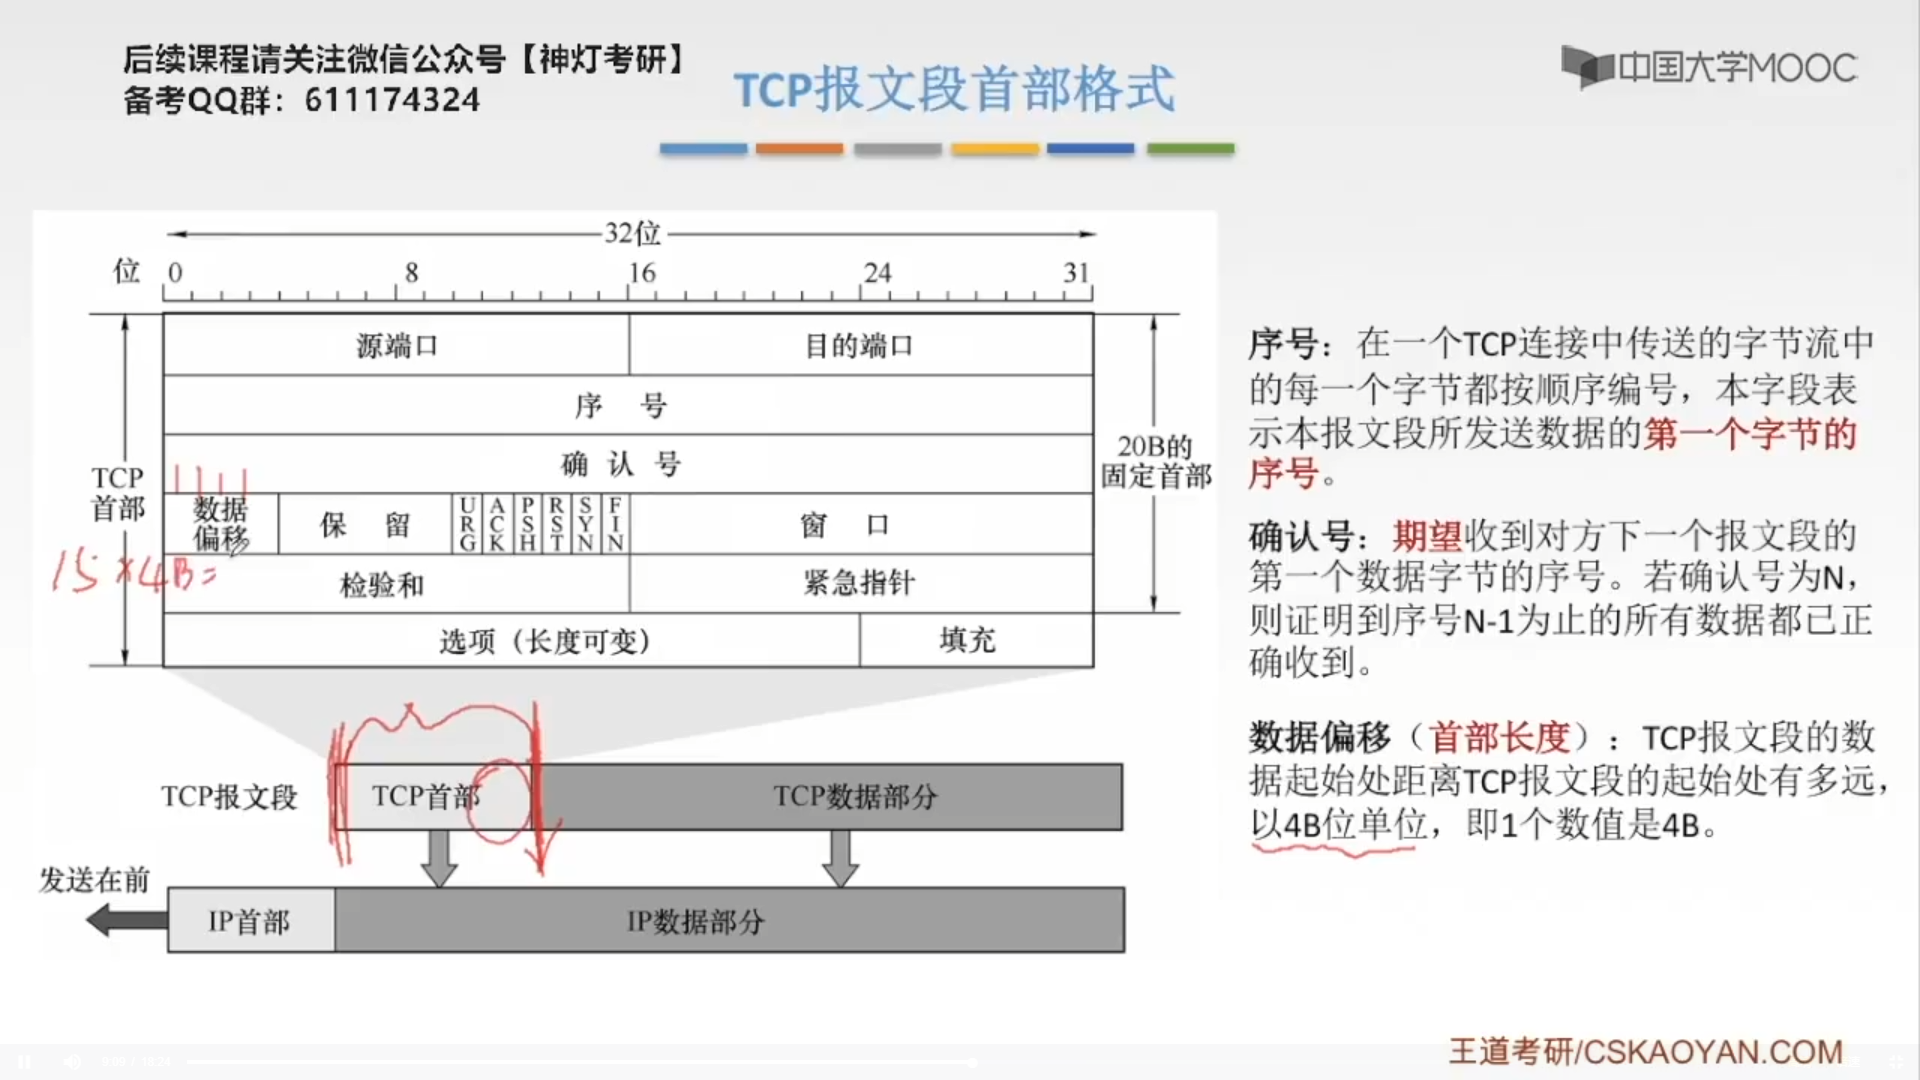 后续课程请关注微信公众号【神灯考研】
备考QQ群：611174324
TCP报文段首部格式
中国大学MOOC
32位
位 0 8 16 24 31
源端口 目的端口
序 号
确 认 号
TCP
首部
20B的
固定首部
1111
数据
偏移
保 留
URG ACK PSH RST SYN FIN
窗 口
15×4B=
检验和 紧急指针
选项（长度可变） 填充
TCP报文段 TCP首部 TCP数据部分
发送在前
IP首部 IP数据部分
序号：在一个TCP连接中传送的字节流中
的每一个字节都按顺序编号，本字段表
示本报文段所发送数据的第一个字节的
序号。
确认号：期望收到对方下一个报文段的
第一个数据字节的序号。若确认号为N，
则证明到序号N-1为止的所有数据都已正
确收到。
数据偏移（首部长度）：TCP报文段的数
据起始处距离TCP报文段的起始处有多远，
以4B位单位，即1个数值是4B。
王道考研/CSKAOYAN.COM